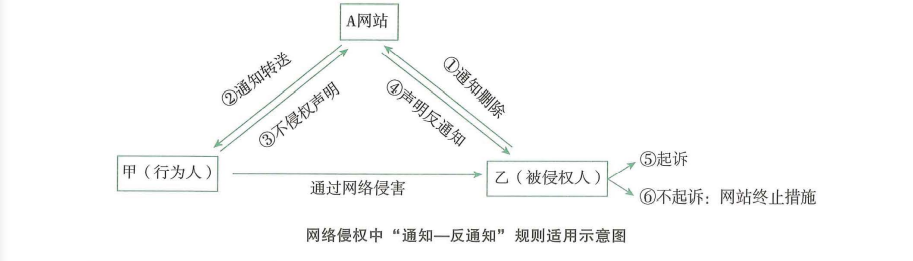 A网站
②通知转送
③不侵权声明
①通知删除
④声明反通知
甲（行为人）
通过网络侵害
乙（被侵权人）
⑤起诉
⑥不起诉：网站终止措施
网络侵权中“通知—反通知”规则适用示意图